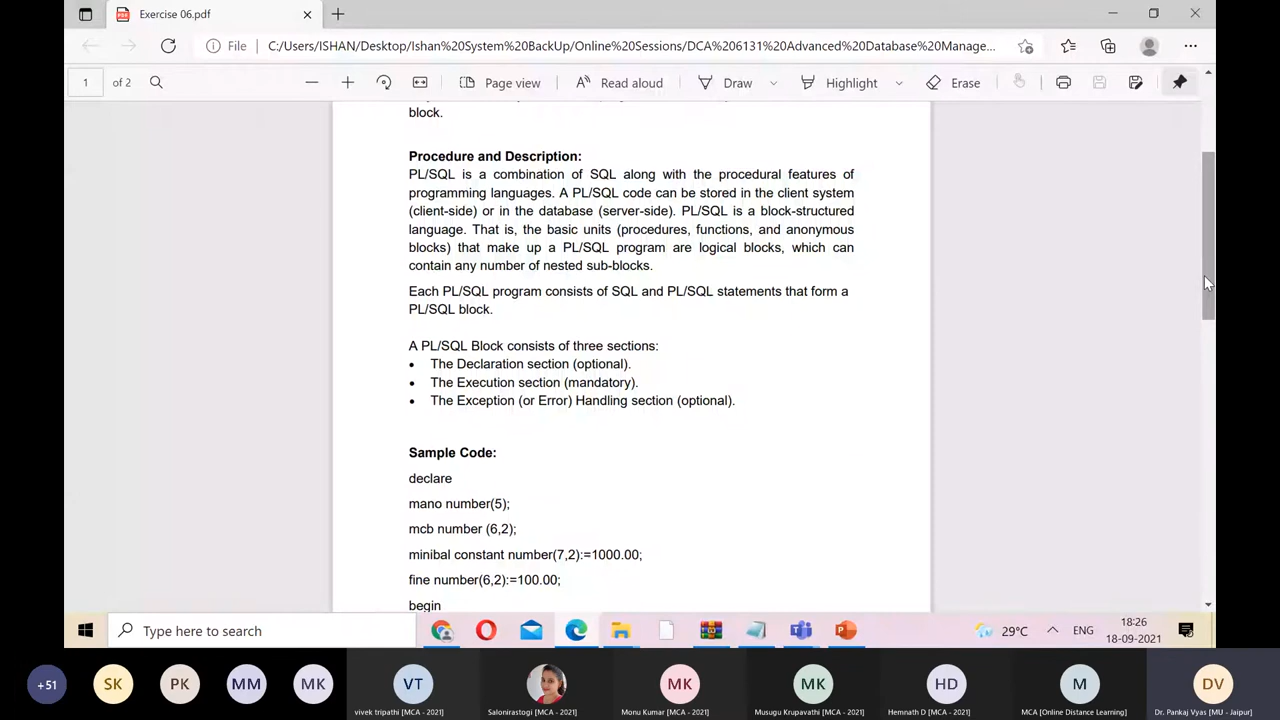 Exercise 06.pdf
File
C:/Users/ISHAN/Desktop/Ishan%20System%20BackUp/Online%20Sessions/DCA%206131%20Advanced%20Database%20Manage...
1 of 2
Page view
Read aloud
Draw
Highlight
Erase
block.
Procedure and Description:
PL/SQL is a combination of SQL along with the procedural features of
programming languages. A PL/SQL code can be stored in the client system
(client-side) or in the database (server-side). PL/SQL is a block-structured
language. That is, the basic units (procedures, functions, and anonymous
blocks) that make up a PL/SQL program are logical blocks, which can
contain any number of nested sub-blocks.
Each PL/SQL program consists of SQL and PL/SQL statements that form a
PL/SQL block.
A PL/SQL Block consists of three sections:
• The Declaration section (optional).
• The Execution section (mandatory).
• The Exception (or Error) Handling section (optional).
Sample Code:
declare
mano number(5);
mcb number (6,2);
minibal constant number(7,2):=1000.00;
fine number(6,2):=100.00;
begin
Type here to search
29°C
ENG
18:26
18-09-2021
+51
SK
PK
MM
MK
VT
MK
MK
HD
M
DV
vivek tripathi [MCA - 2021]
Salonirastogi [MCA - 2021]
Monu Kumar [MCA - 2021]
Musugu Krupavathi [MCA - 2021]
Hemnath D [MCA - 2021]
MCA [Online Distance Learning]
Dr. Pankaj Vyas [MU - Jaipur]